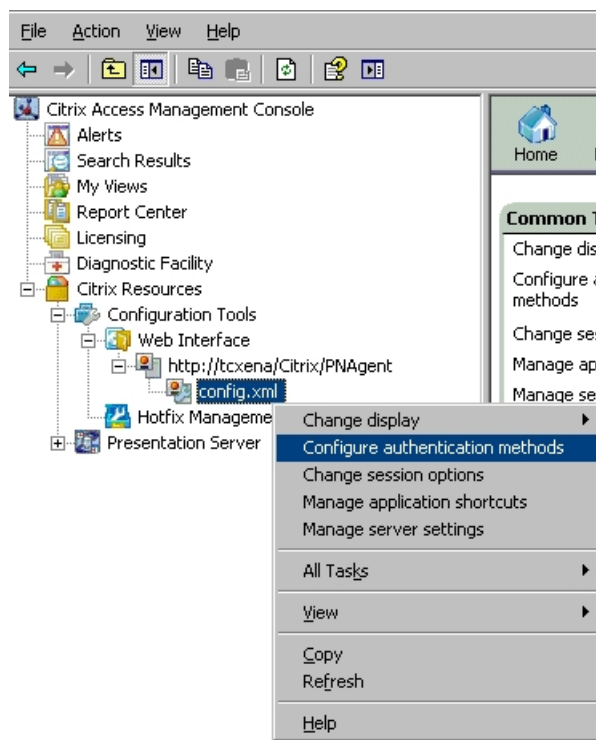 File Action View Help
Citrix Access Management Console
Alerts
Search Results
My Views
Report Center
Licensing
Diagnostic Facility
Citrix Resources
Configuration Tools
Web Interface
http://tcxena/Citrix/PNAgent
config.xml
Hotfix Manageme
Presentation Server
Home
Common T
Change dis
Configure a
methods
Change ses
Manage ap
Manage se
Change display
Configure authentication methods
Change session options
Manage application shortcuts
Manage server settings
All Tasks
View
Copy
Refresh
Help